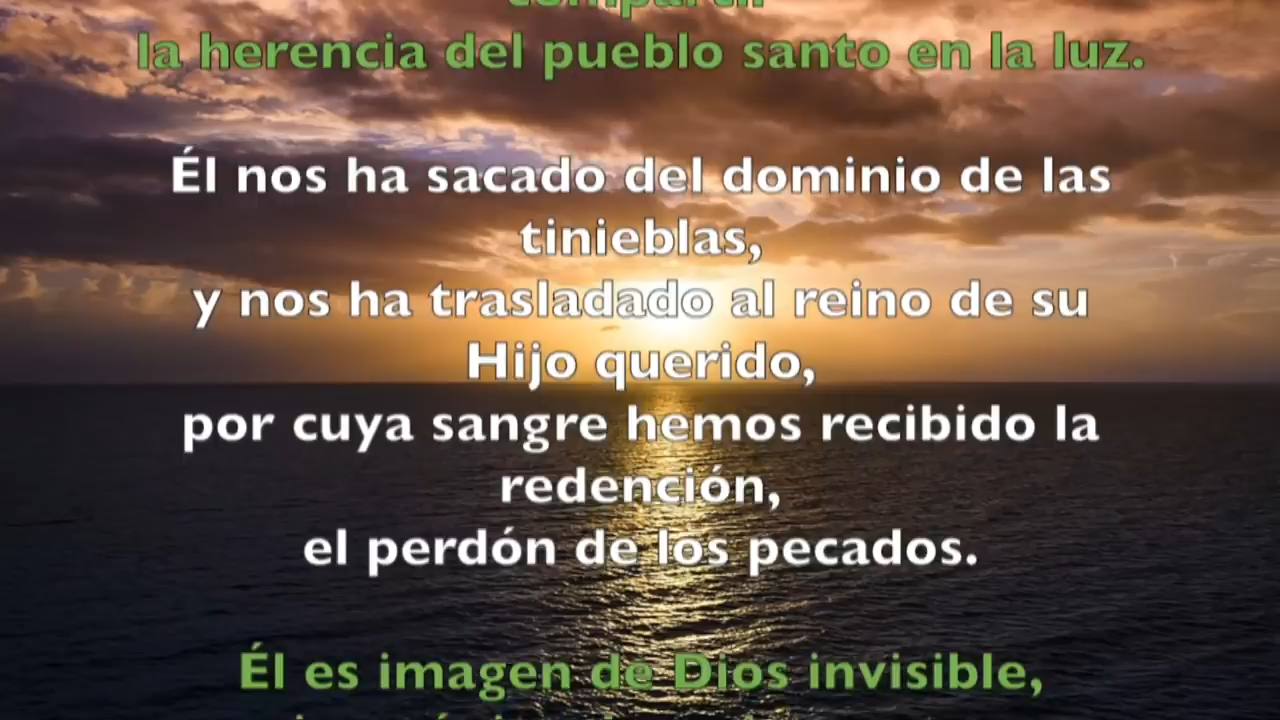 compartir
la herencia del pueblo santo en la luz.
Él nos ha sacado del dominio de las
tinieblas,
y nos ha trasladado al reino de su
Hijo querido,
por cuya sangre hemos recibido la
redención,
el perdón de los pecados.
Él es imagen de Dios invisible,